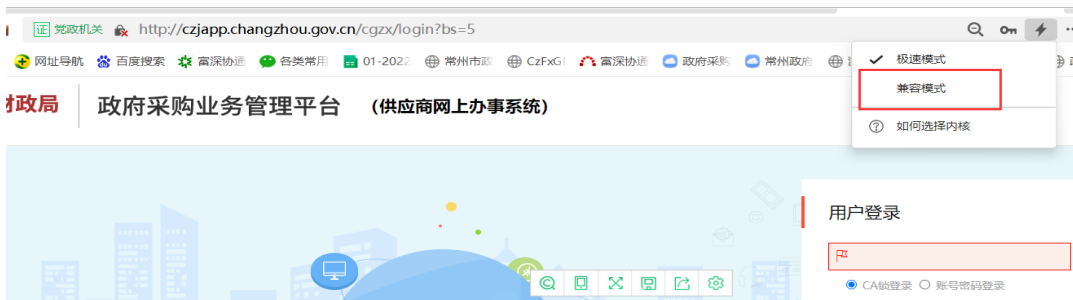 证 党政机关 http://czjapp.changzhou.gov.cn/cgzx/login?bs=5
网址导航 百度搜索 富深协通 各类常用 01-2022 常州市政 CzFxG 富深协通 政府采购 常州政府
极速模式
兼容模式
如何选择内核
财政局 政府采购业务管理平台 (供应商网上办事系统)
用户登录
CA锁登录 账号密码登录